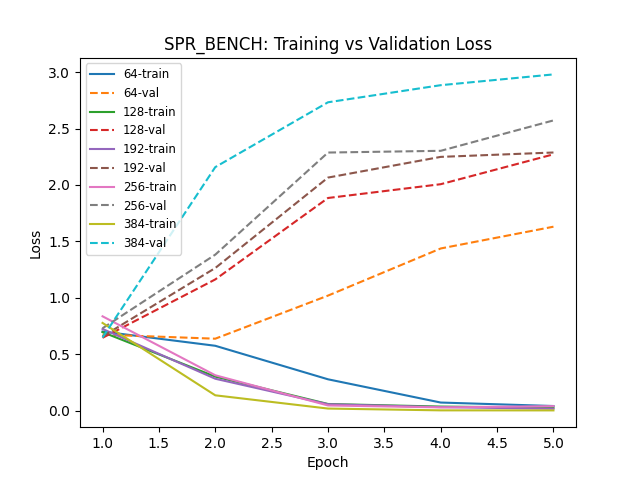 SPR_BENCH: Training vs Validation Loss
3.0
2.5
2.0
1.5
1.0
0.5
0.0
Loss
64-train
64-val
128-train
128-val
192-train
192-val
256-train
256-val
384-train
384-val
1.0 1.5 2.0 2.5 3.0 3.5 4.0 4.5 5.0
Epoch